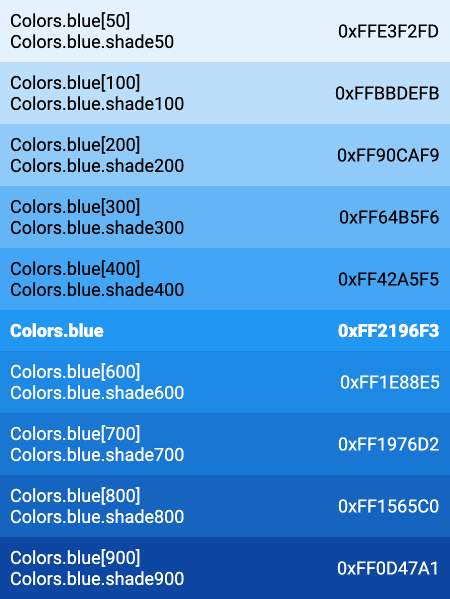 Colors.blue[50]
Colors.blue.shade50
0xFFE3F2FD
Colors.blue[100]
Colors.blue.shade100
0xFFBBDEFB
Colors.blue[200]
Colors.blue.shade200
0xFF90CAF9
Colors.blue[300]
Colors.blue.shade300
0xFF64B5F6
Colors.blue[400]
Colors.blue.shade400
0xFF42A5F5
Colors.blue
0xFF2196F3
Colors.blue[600]
Colors.blue.shade600
0xFF1E88E5
Colors.blue[700]
Colors.blue.shade700
0xFF1976D2
Colors.blue[800]
Colors.blue.shade800
0xFF1565C0
Colors.blue[900]
Colors.blue.shade900
0xFF0D47A1